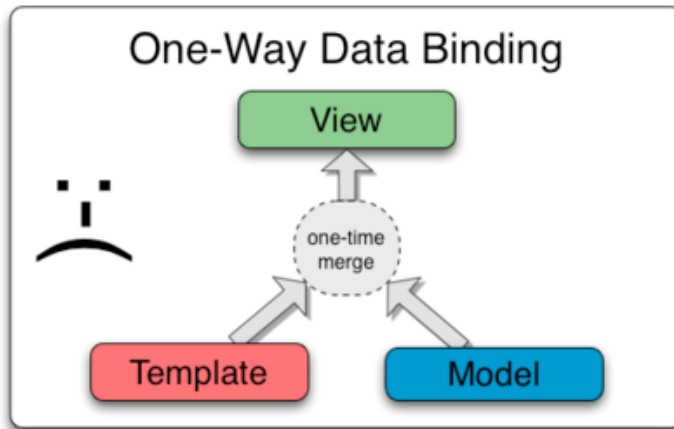 One-Way Data Binding
View
one-time
merge
Template
Model